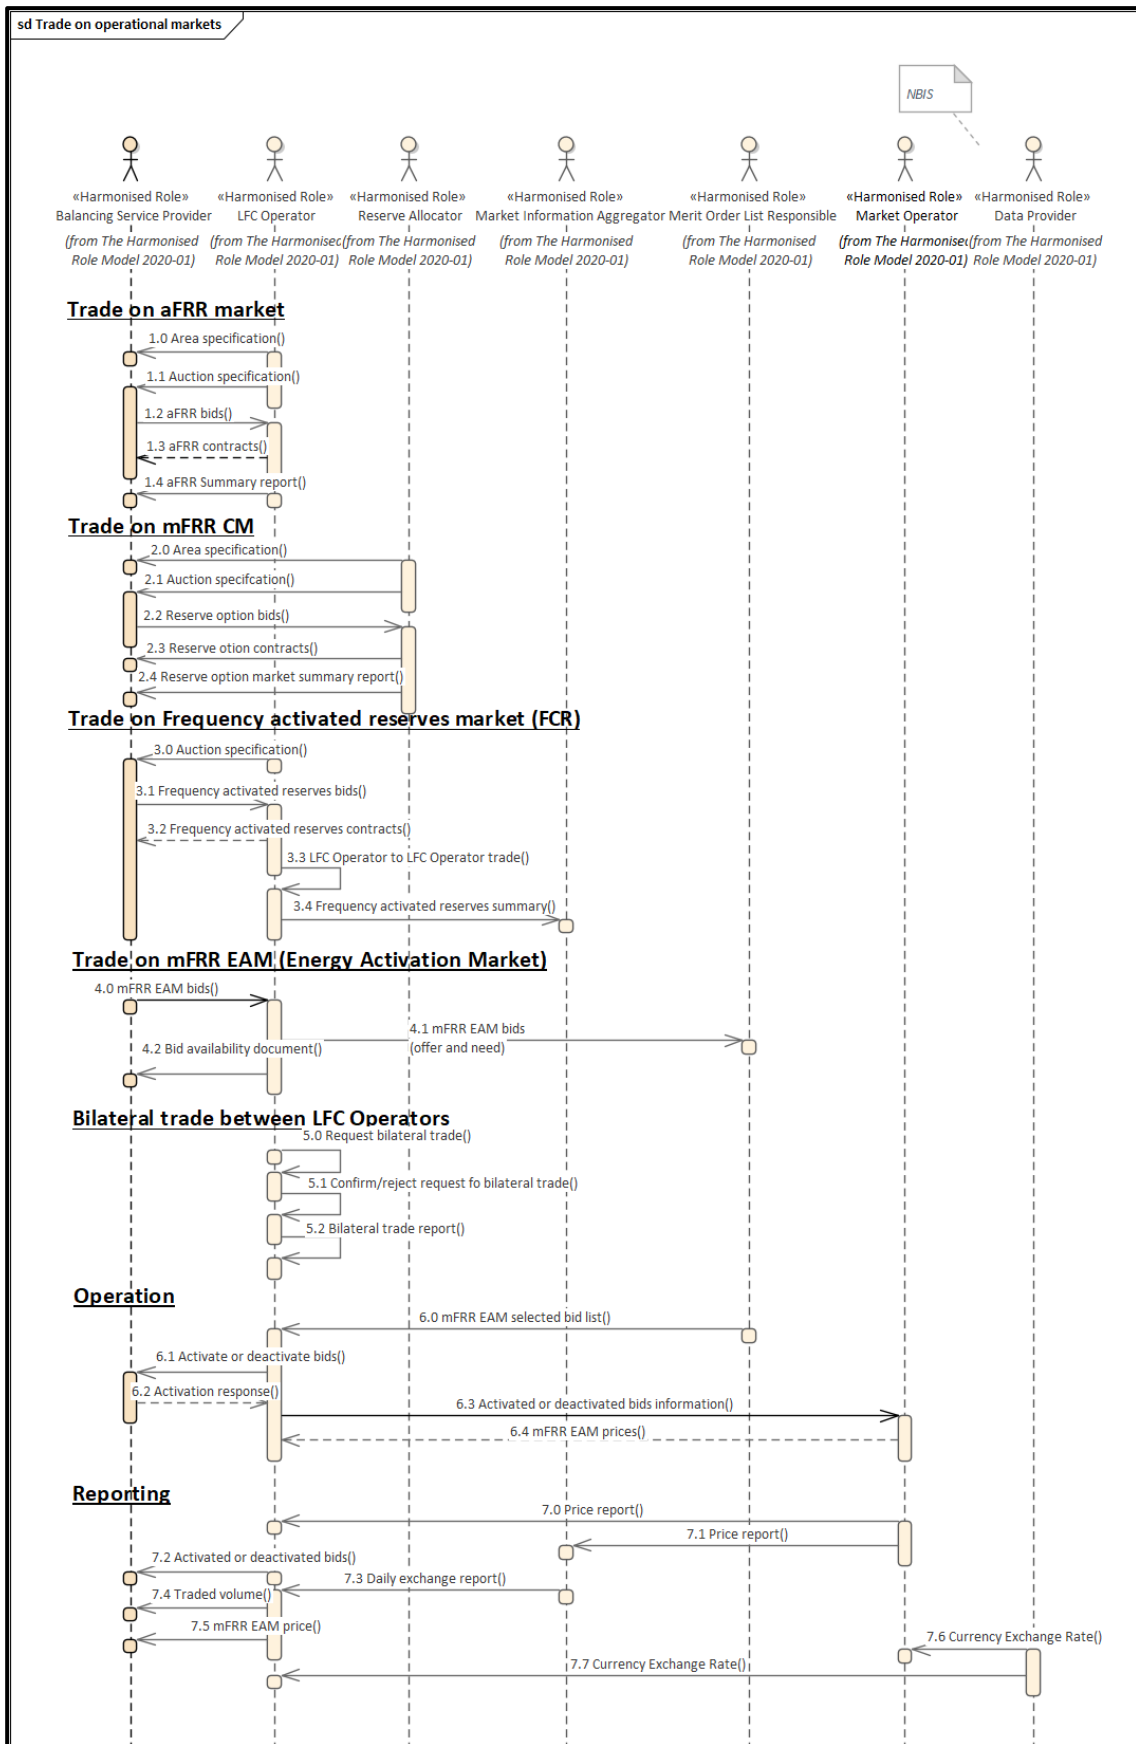 sd Trade on operational markets
NBIS
«Harmonised Role»
Balancing Service Provider
(from The Harmonised
Role Model 2020-01)
«Harmonised Role»
LFC Operator
(from The Harmonised
Role Model 2020-01)
«Harmonised Role»
Reserve Allocator
(from The Harmonised
Role Model 2020-01)
«Harmonised Role»
Market Information Aggregator
(from The Harmonised
Role Model 2020-01)
«Harmonised Role»
Merit Order List Responsible
(from The Harmonised
Role Model 2020-01)
«Harmonised Role»
Market Operator
(from The Harmonised
Role Model 2020-01)
«Harmonised Role»
Data Provider
(from The Harmonised
Role Model 2020-01)
Trade on aFRR market
1.0 Area specification()
1.1 Auction specification()
1.2 aFRR bids()
1.3 aFRR contracts()
1.4 aFRR Summary report()
Trade on mFRR CM
2.0 Area specification()
2.1 Auction specifcation()
2.2 Reserve option bids()
2.3 Reserve otion contracts()
2.4 Reserve option market summary report()
Trade on Frequency activated reserves market (FCR)
3.0 Auction specification()
3.1 Frequency activated reserves bids()
3.2 Frequency activated reserves contracts()
3.3 LFC Operator to LFC Operator trade()
3.4 Frequency activated reserves summary()
Trade on mFRR EAM (Energy Activation Market)
4.0 mFRR EAM bids()
4.1 mFRR EAM bids
(offer and need)
4.2 Bid availability document()
Bilateral trade between LFC Operators
5.0 Request bilateral trade()
5.1 Confirm/reject request fo bilateral trade()
5.2 Bilateral trade report()
Operation
6.0 mFRR EAM selected bid list()
6.1 Activate or deactivate bids()
6.2 Activation response()
6.3 Activated or deactivated bids information()
6.4 mFRR EAM prices()
Reporting
7.0 Price report()
7.1 Price report()
7.2 Activated or deactivated bids()
7.3 Daily exchange report()
7.4 Traded volume()
7.5 mFRR EAM price()
7.6 Currency Exchange Rate()
7.7 Currency Exchange Rate()